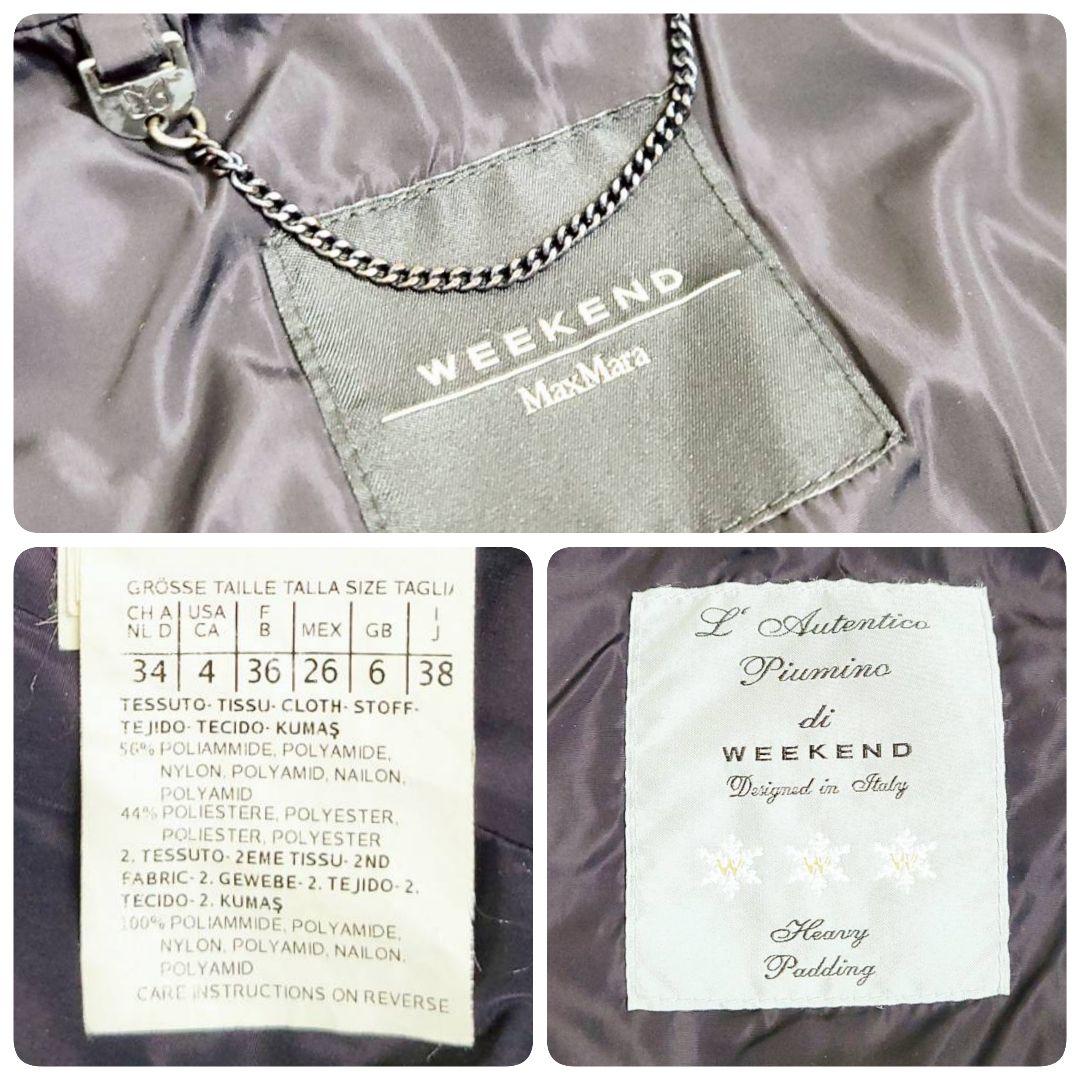 WEEKEND
MaxMara
GRÖSSE TAILLE TALLA SIZE TAGLI
CH A USA F I
NL D CA B MEX GB J
34 4 36 26 6 38
TESSUTO- TISSU- CLOTH- STOFF-
TEJIDO- TECIDO- KUMAŞ
56% POLIAMMIDE, POLYAMIDE,
NYLON, POLYAMID, NAILON,
POLYAMID
44% POLIESTERE, POLYESTER,
POLIESTER, POLYESTER
2. TESSUTO- 2EME TISSU- 2ND
FABRIC- 2. GEWEBE- 2. TEJIDO- 2.
TECIDO- 2. KUMAŞ
100% POLIAMMIDE, POLYAMIDE,
NYLON, POLYAMID, NAILON,
POLYAMID
CARE INSTRUCTIONS ON REVERSE
L' Autentico
Piumino
di
WEEKEND
Designed in Italy
W W W
Heavy
Padding